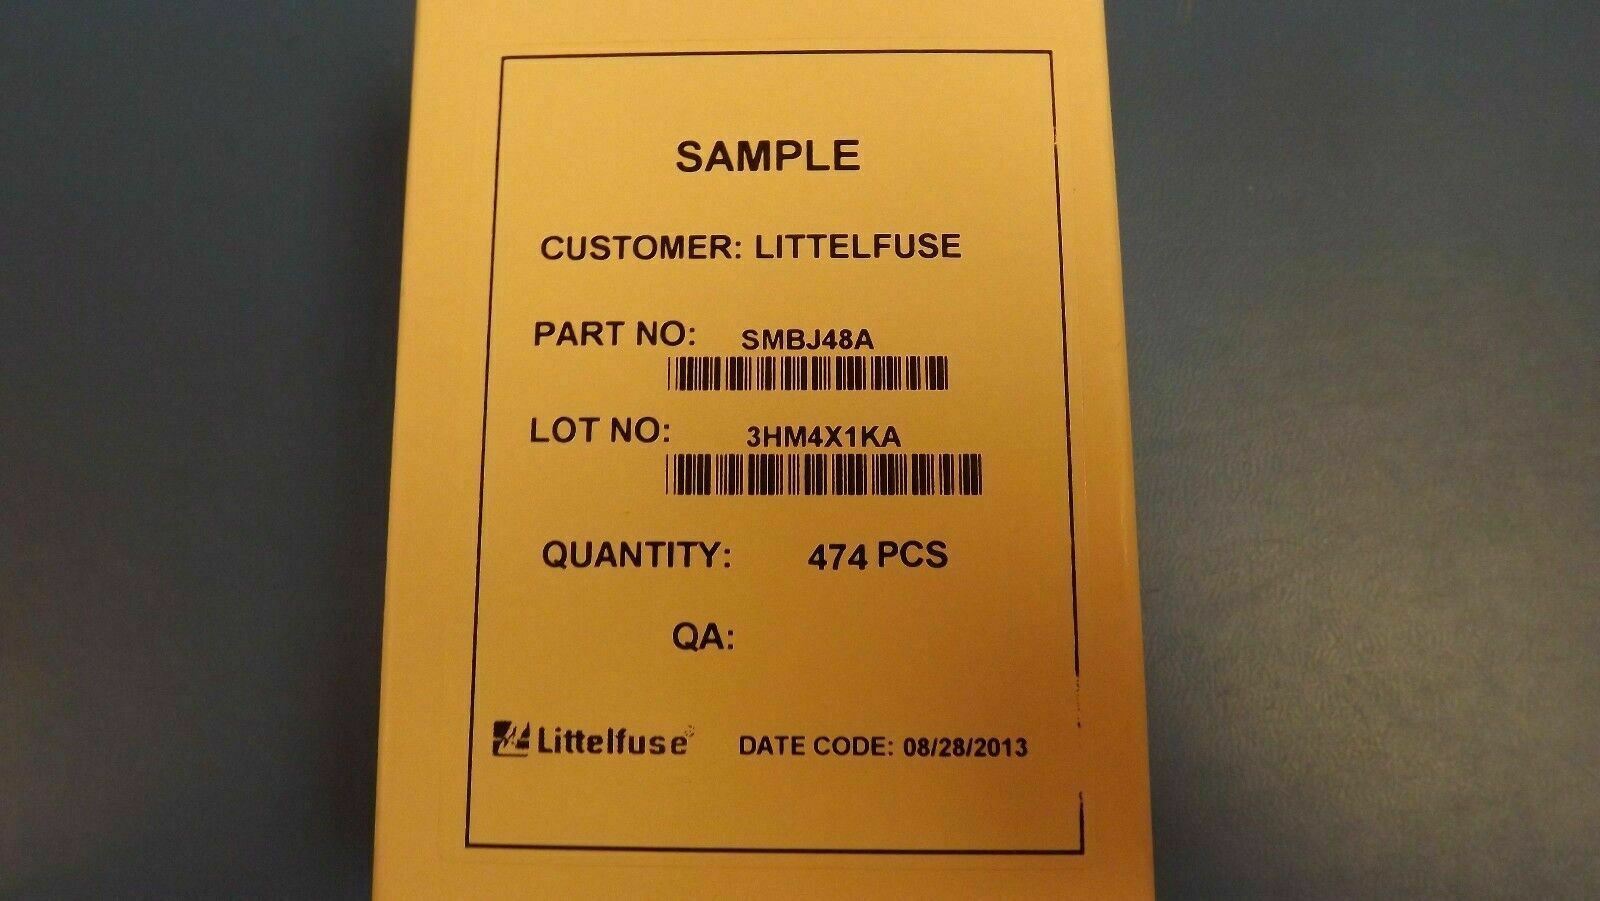 SAMPLE
CUSTOMER: LITTELFUSE
PART NO: SMBJ48A
LOT NO: 3HM4X1KA
QUANTITY: 474 PCS
QA:
Littelfuse DATE CODE: 08/28/2013